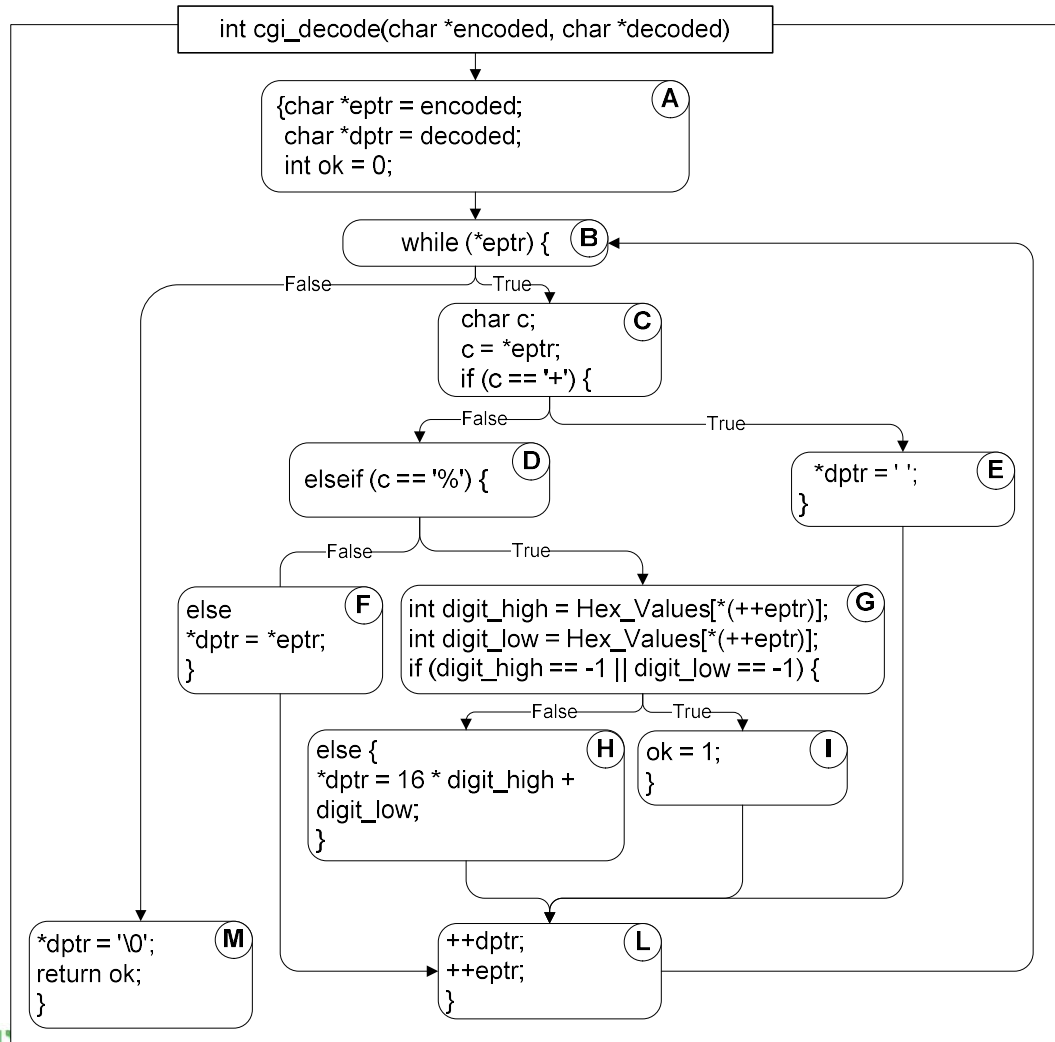 int cgi_decode(char *encoded, char *decoded)
A
{char *eptr = encoded;
char *dptr = decoded;
int ok = 0;
while (*eptr) {
B
False
True
char c;
C
c = *eptr;
if (c == '+') {
False
True
elseif (c == '%') {
D
*dptr = ' ';
E
}
False
True
else
F
*dptr = *eptr;
}
int digit_high = Hex_Values[*(++eptr)];
G
int digit_low = Hex_Values[*(++eptr)];
if (digit_high == -1 || digit_low == -1) {
False
True
else {
H
*dptr = 16 * digit_high +
digit_low;
}
ok = 1;
I
}
*dptr = '\0';
M
return ok;
}
++dptr;
L
++eptr;
}